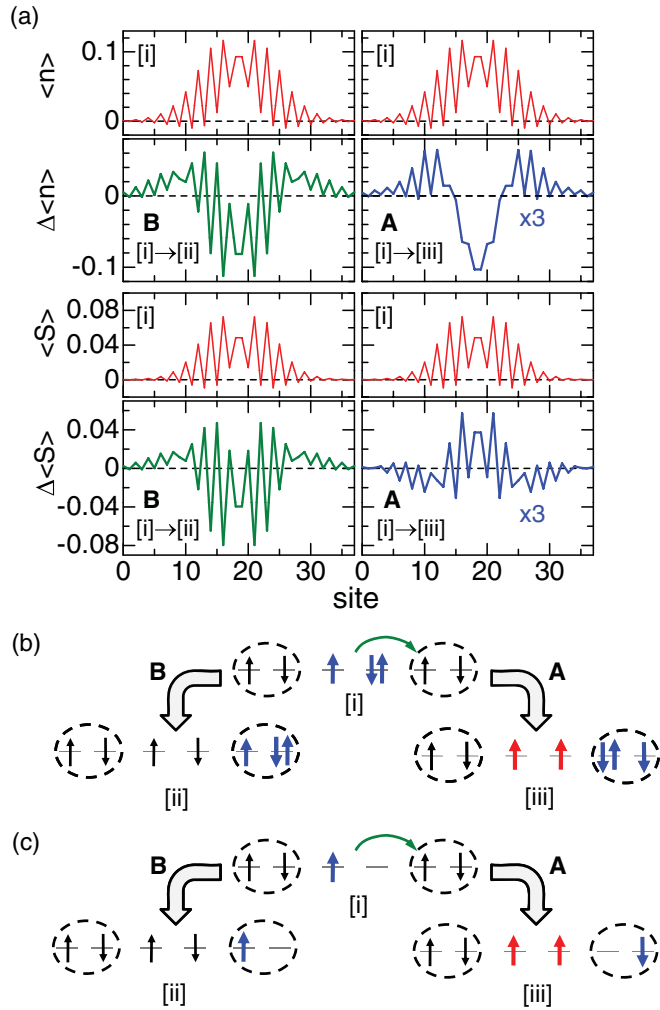 (a)
[i] [i]
<n> 0.1 0
Δ<n> 0 -0.1
B A x3
[i]→[ii] [i]→[iii]
[i] [i]
<S> 0.08 0.04 0
Δ<S> 0.04 0 -0.04 -0.08
B A x3
[i]→[ii] [i]→[iii]
0 10 20 30 0 10 20 30
site
(b)
B A
[i]
[ii] [iii]
(c)
B A
[i]
[ii] [iii]